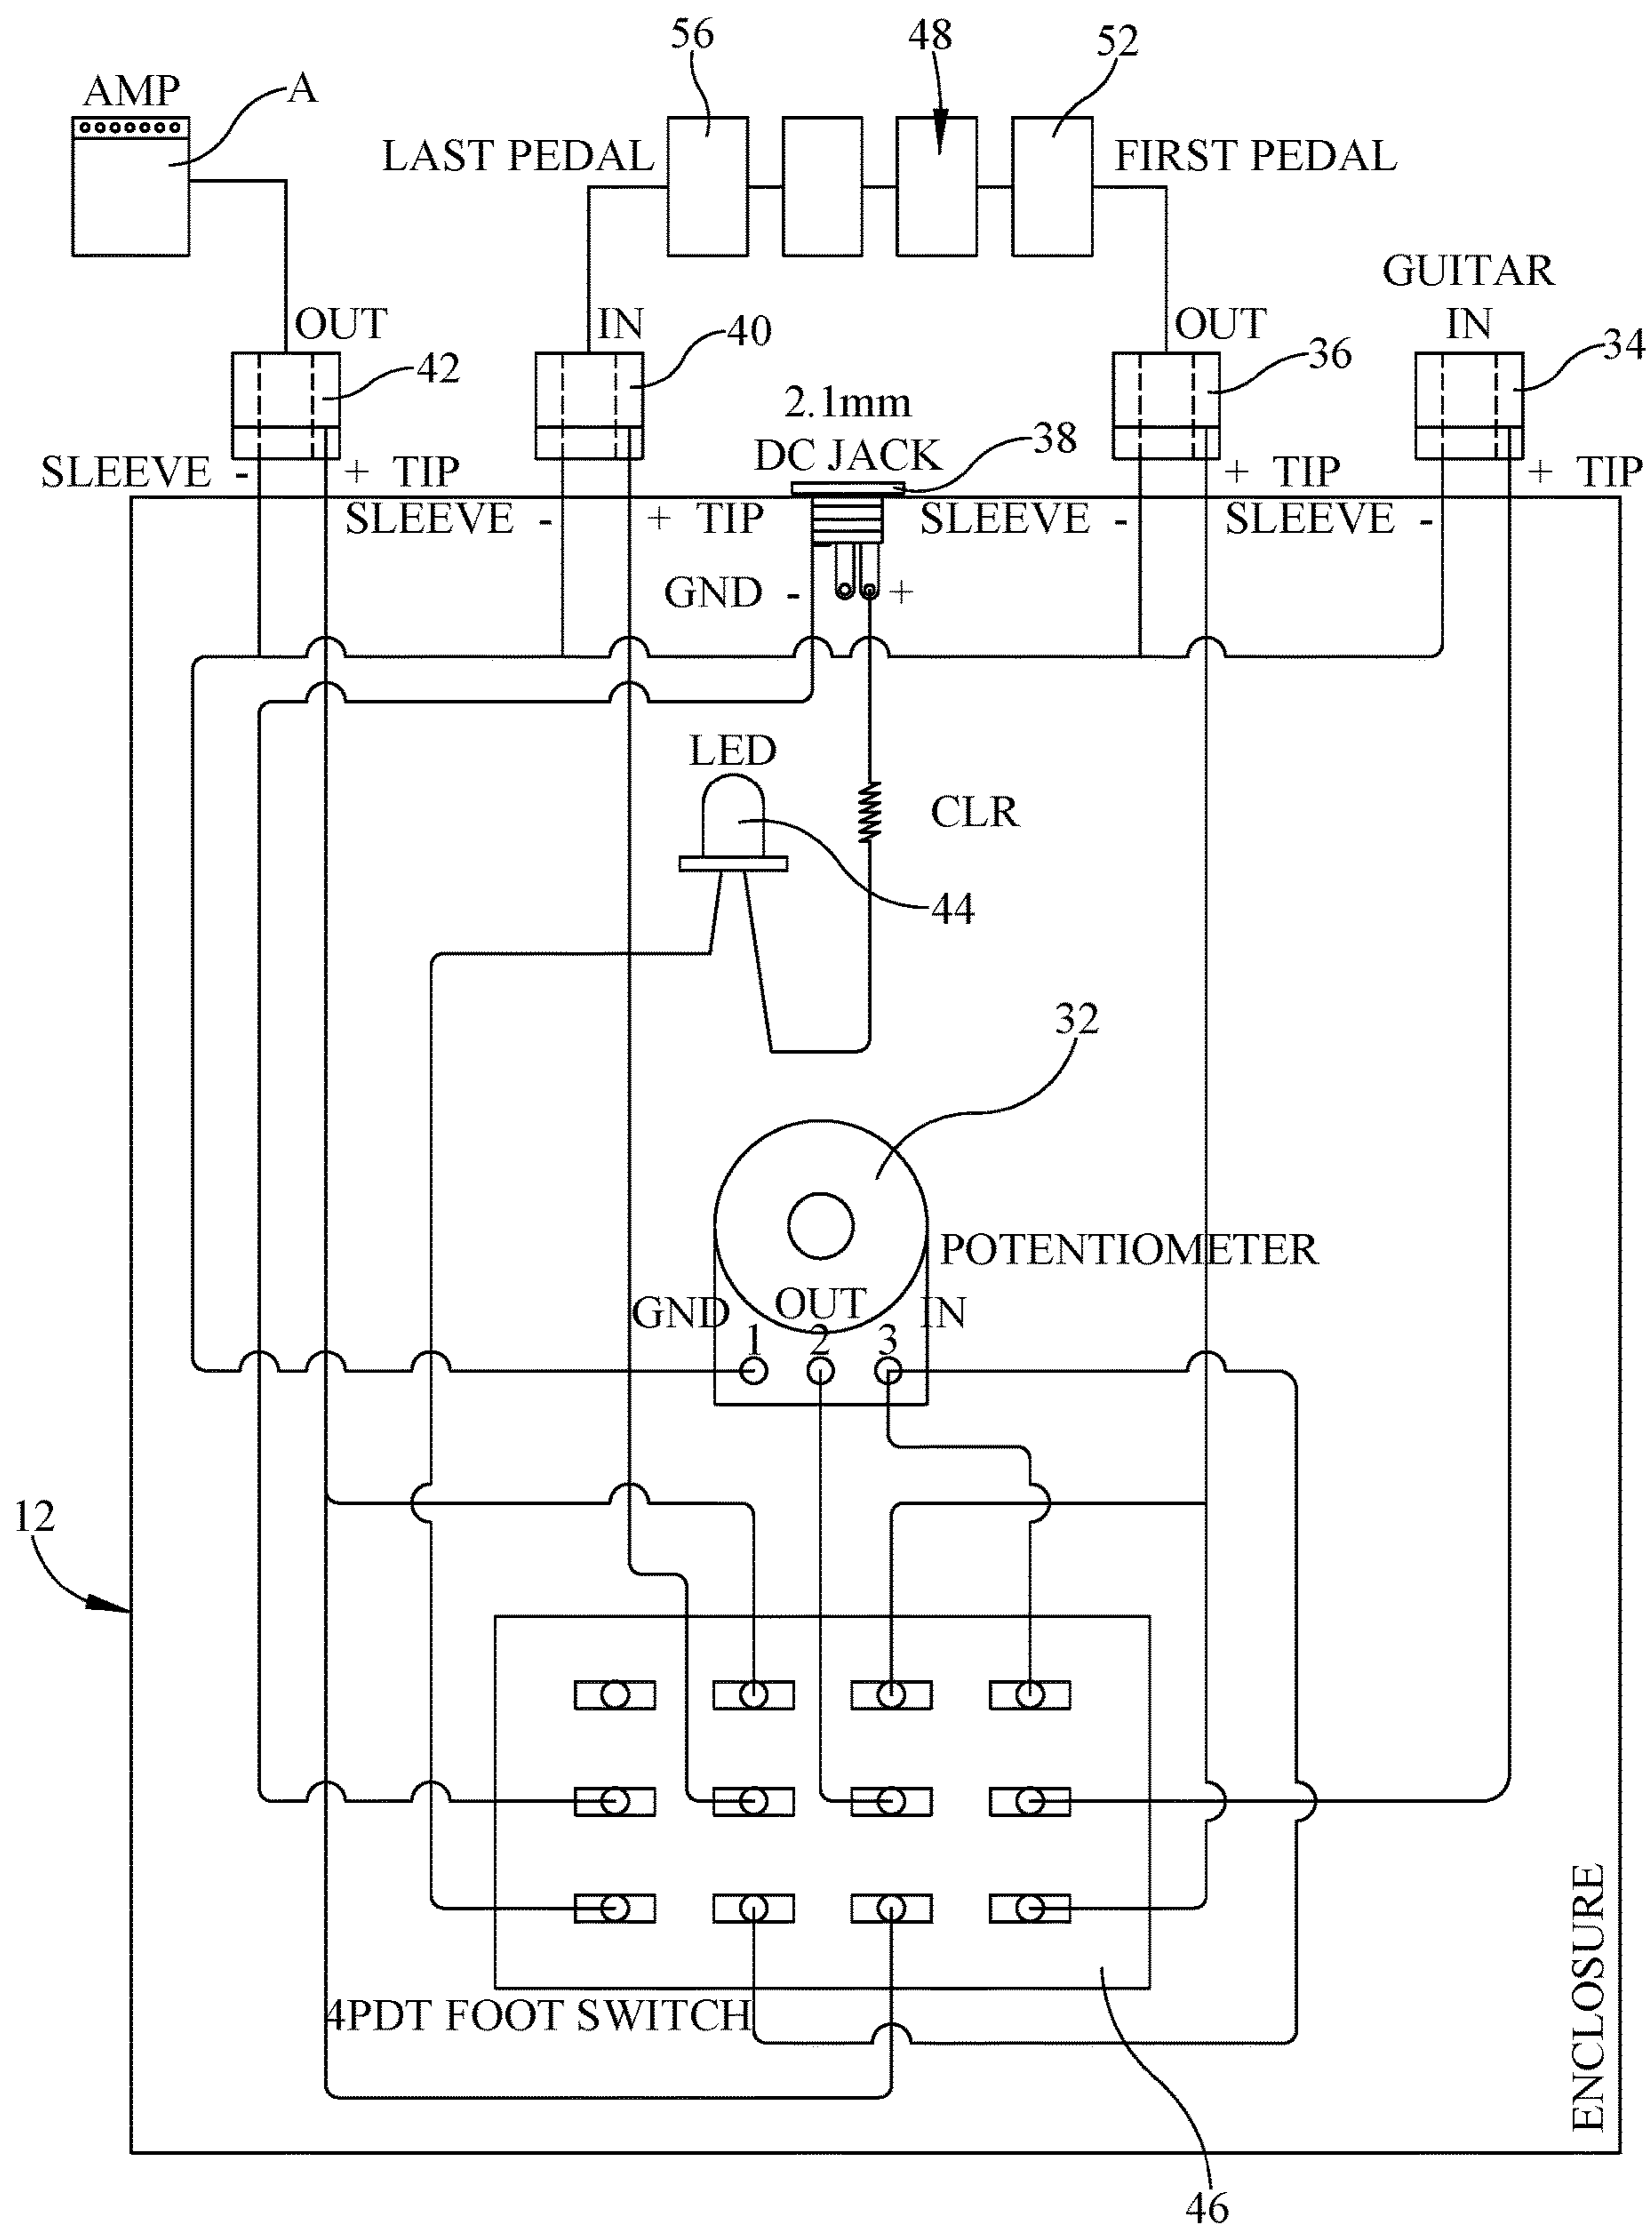 56
48
52
AMP
A
LAST PEDAL
FIRST PEDAL
GUITAR
OUT
IN
OUT
IN
42
40
36
34
2.1mm
DC JACK
38
SLEEVE -
+ TIP
+ TIP
+ TIP
SLEEVE -
+ TIP
SLEEVE -
SLEEVE -
GND -
+
LED
CLR
44
32
POTENTIOMETER
GND
OUT
IN
1
2
3
12
4PDT FOOT SWITCH
ENCLOSURE
46